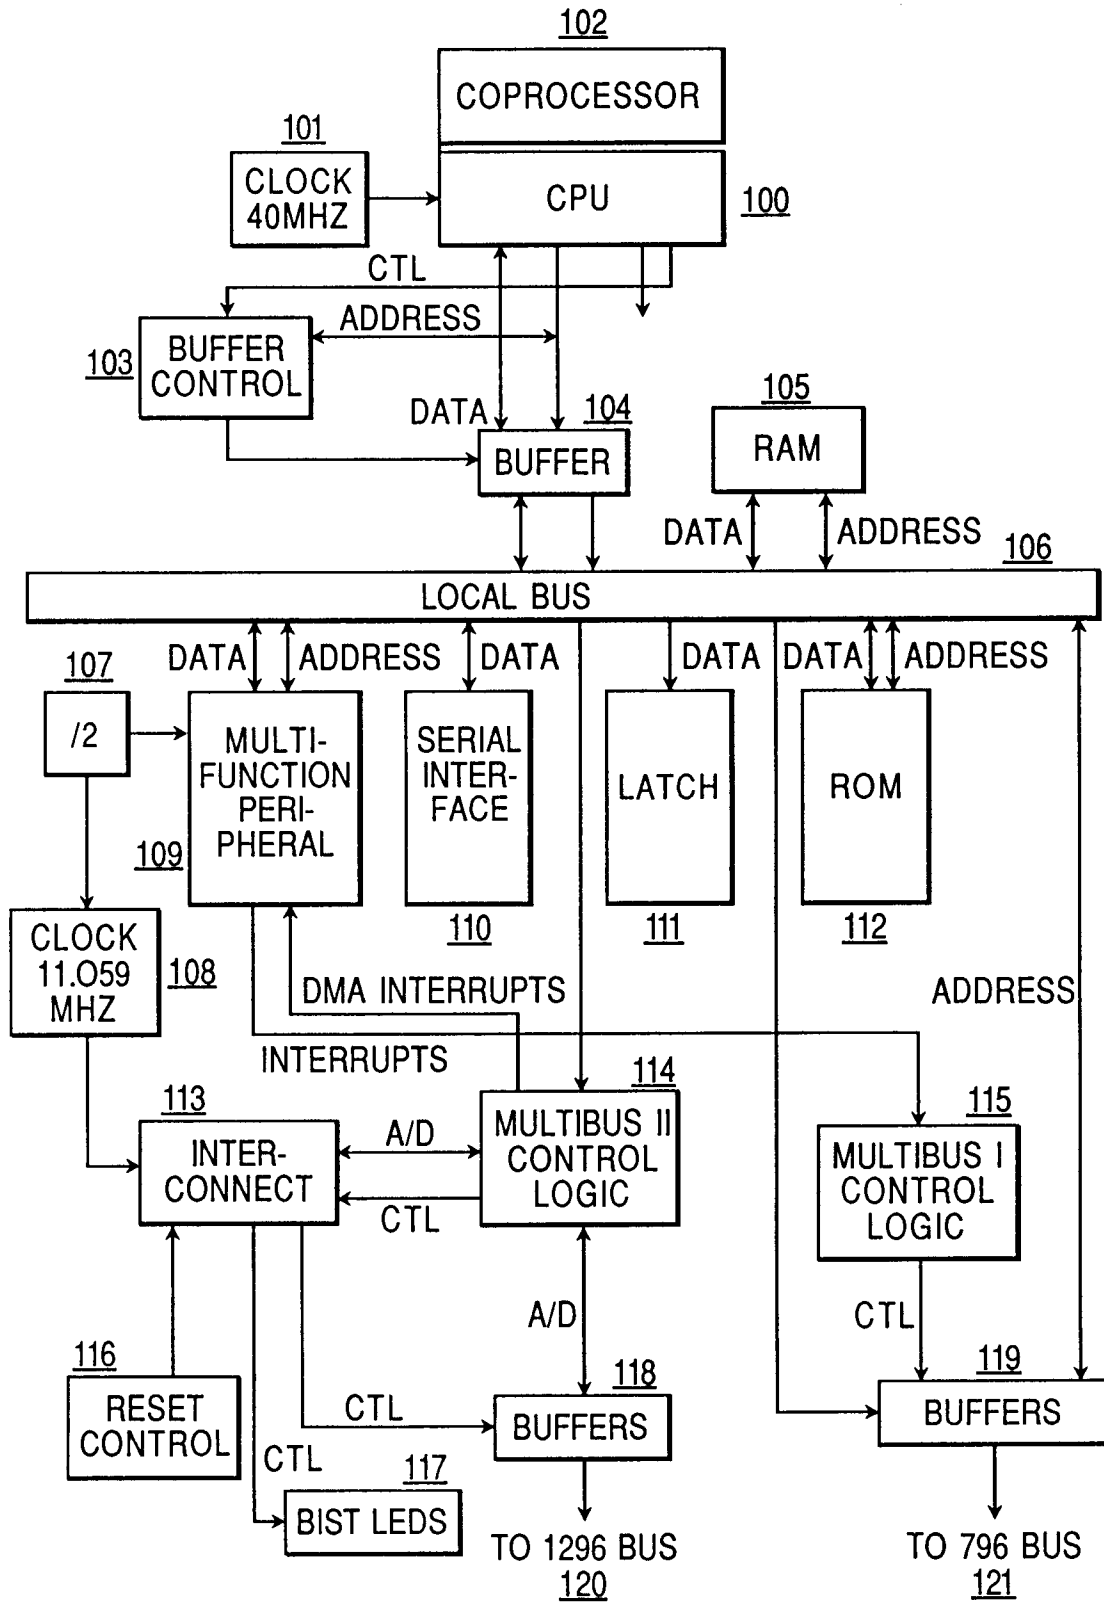 102
COPROCESSOR
101
CLOCK
40MHZ
CPU
100
CTL
ADDRESS
103
BUFFER
CONTROL
DATA
104
BUFFER
105
RAM
DATA
ADDRESS
106
LOCAL BUS
DATA
ADDRESS
DATA
DATA
DATA
ADDRESS
107
/2
MULTI-
FUNCTION
PERI-
PHERAL
109
SERIAL
INTER-
FACE
110
LATCH
111
ROM
112
CLOCK
11.O59
MHZ
108
DMA INTERRUPTS
ADDRESS
INTERRUPTS
113
INTER-
CONNECT
A/D
CTL
114
MULTIBUS II
CONTROL
LOGIC
115
MULTIBUS I
CONTROL
LOGIC
A/D
CTL
116
RESET
CONTROL
CTL
CTL
118
BUFFERS
119
BUFFERS
117
BIST LEDS
TO 1296 BUS
120
TO 796 BUS
121